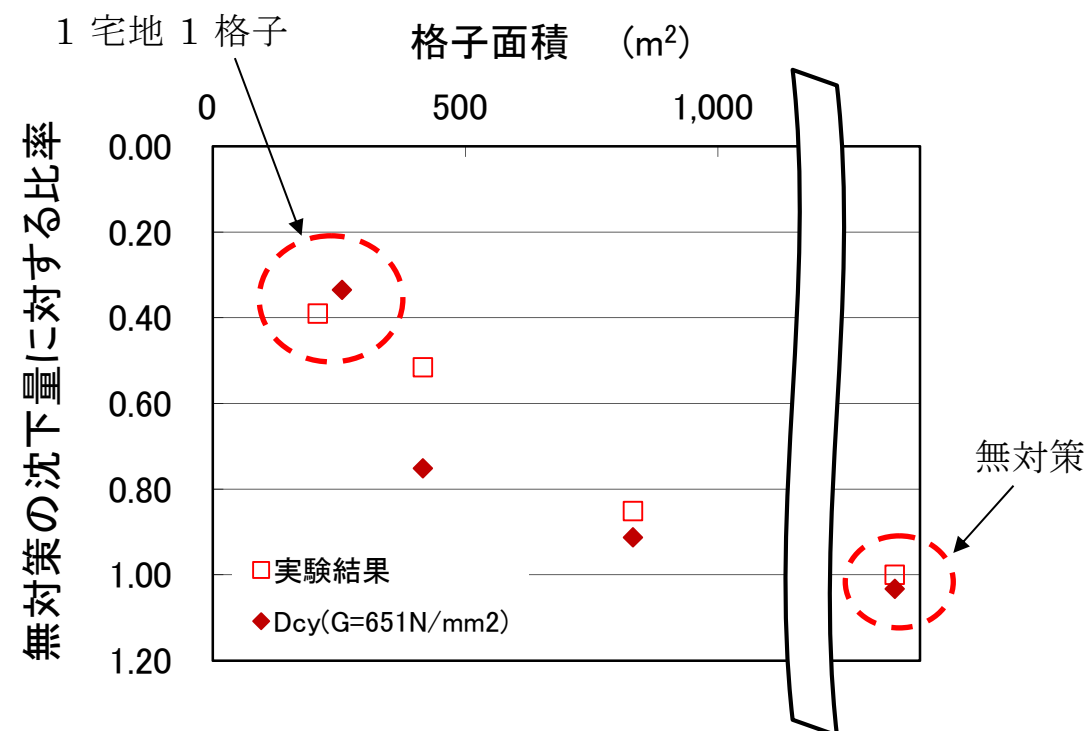 1 宅地 1 格子
格子面積 (m²)
0 500 1,000
無対策の沈下量に対する比率
0.00
0.20
0.40
0.60
0.80
1.00
1.20
無対策
実験結果
Dcy(G=651N/mm2)